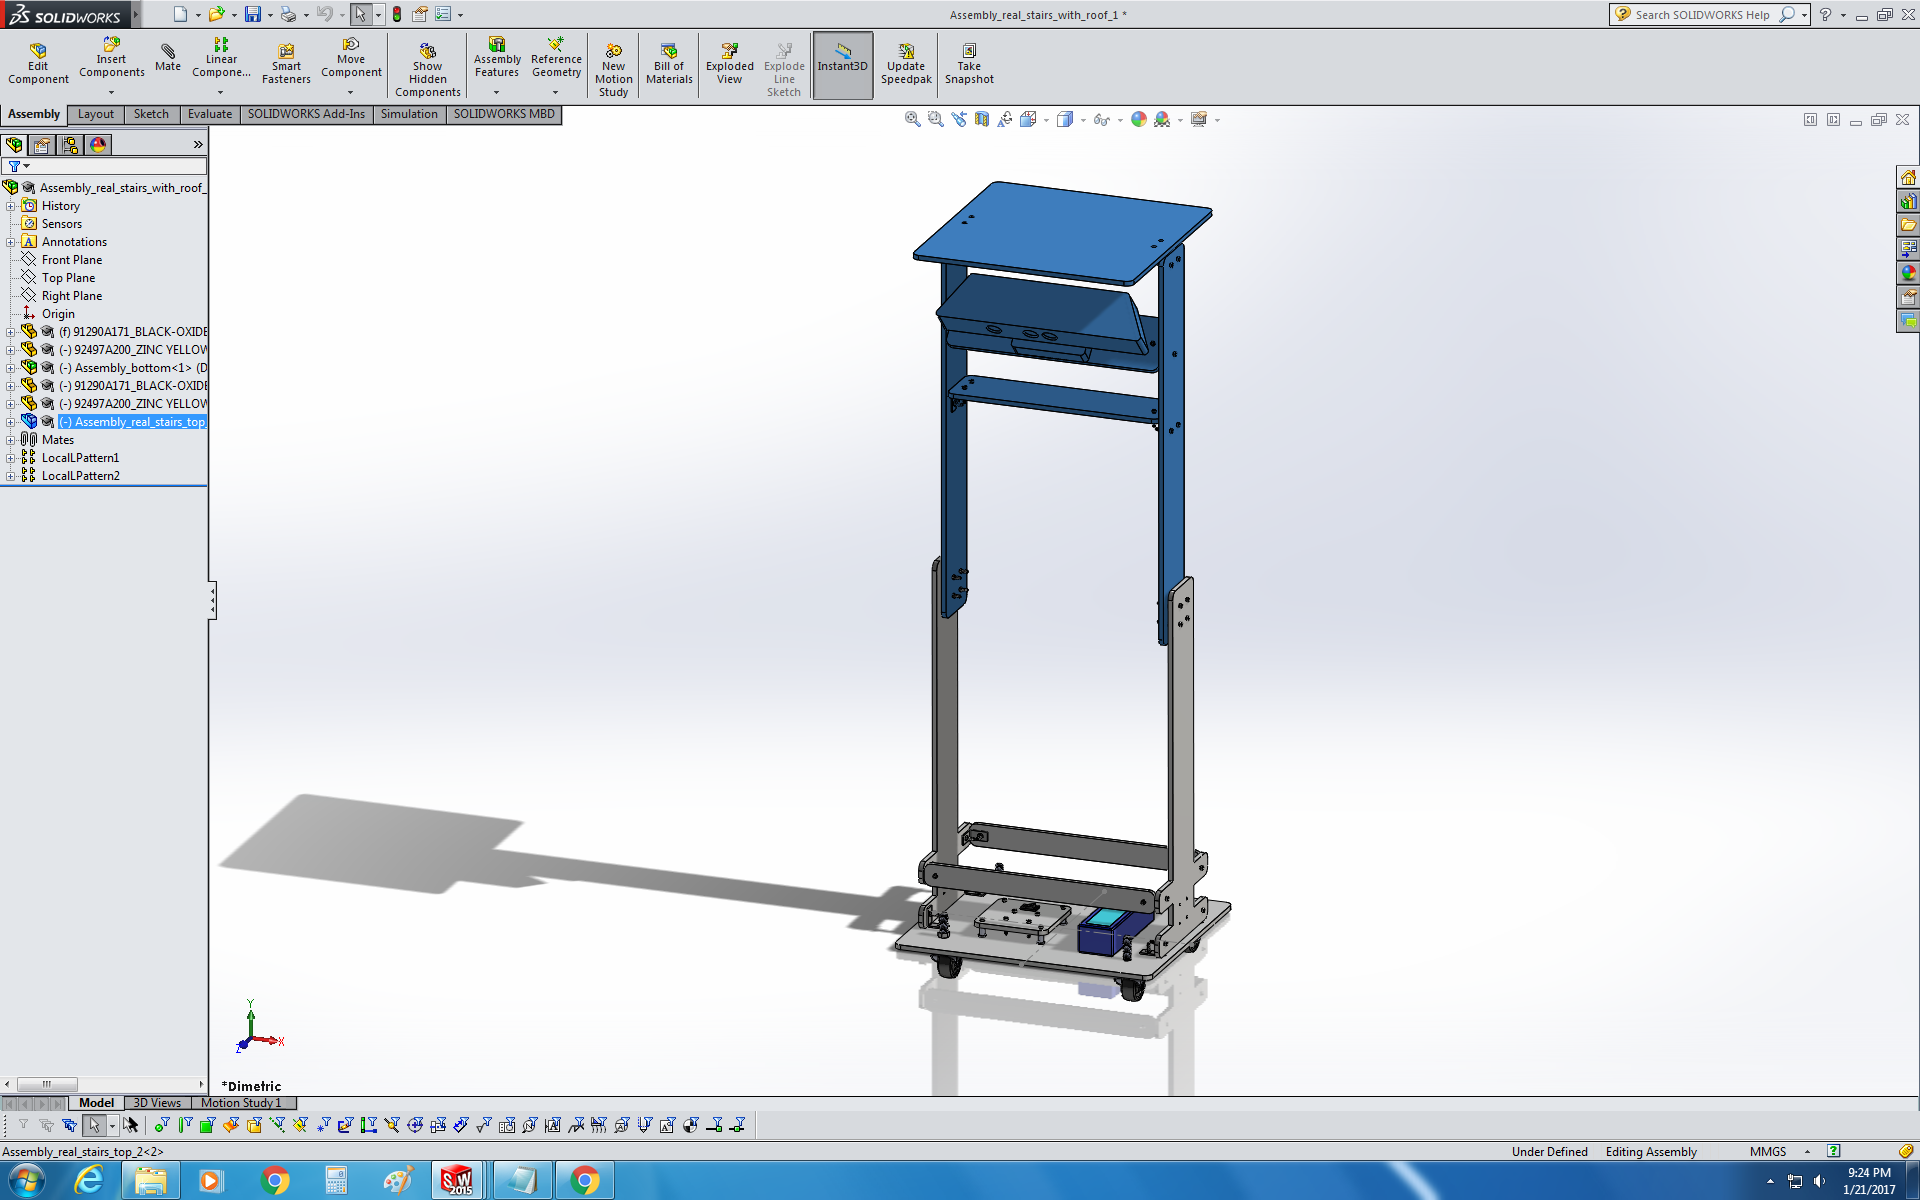 SOLIDWORKS
Assembly_real_stairs_with_roof_1 *
Search SOLIDWORKS Help
Edit Component
Insert Components
Mate
Linear Compone...
Smart Fasteners
Move Component
Show Hidden Components
Assembly Features
Reference Geometry
New Motion Study
Bill of Materials
Exploded View
Explode Line Sketch
Instant3D
Update Speedpak
Take Snapshot
Assembly
Layout
Sketch
Evaluate
SOLIDWORKS Add-Ins
Simulation
SOLIDWORKS MBD
Assembly_real_stairs_with_roof_
History
Sensors
Annotations
Front Plane
Top Plane
Right Plane
Origin
(f) 91290A171_BLACK-OXIDE
(-) 92497A200_ZINC YELLOW
(-) Assembly_bottom<1> (D
(-) 91290A171_BLACK-OXIDE
(-) 92497A200_ZINC YELLOW
(-) Assembly_real_stairs_top_
Mates
LocalLPattern1
LocalLPattern2
Y
X
Z
*Dimetric
Model
3D Views
Motion Study 1
Assembly_real_stairs_top_2<2>
Under Defined
Editing Assembly
MMGS
SW 2015
9:24 PM
1/21/2017